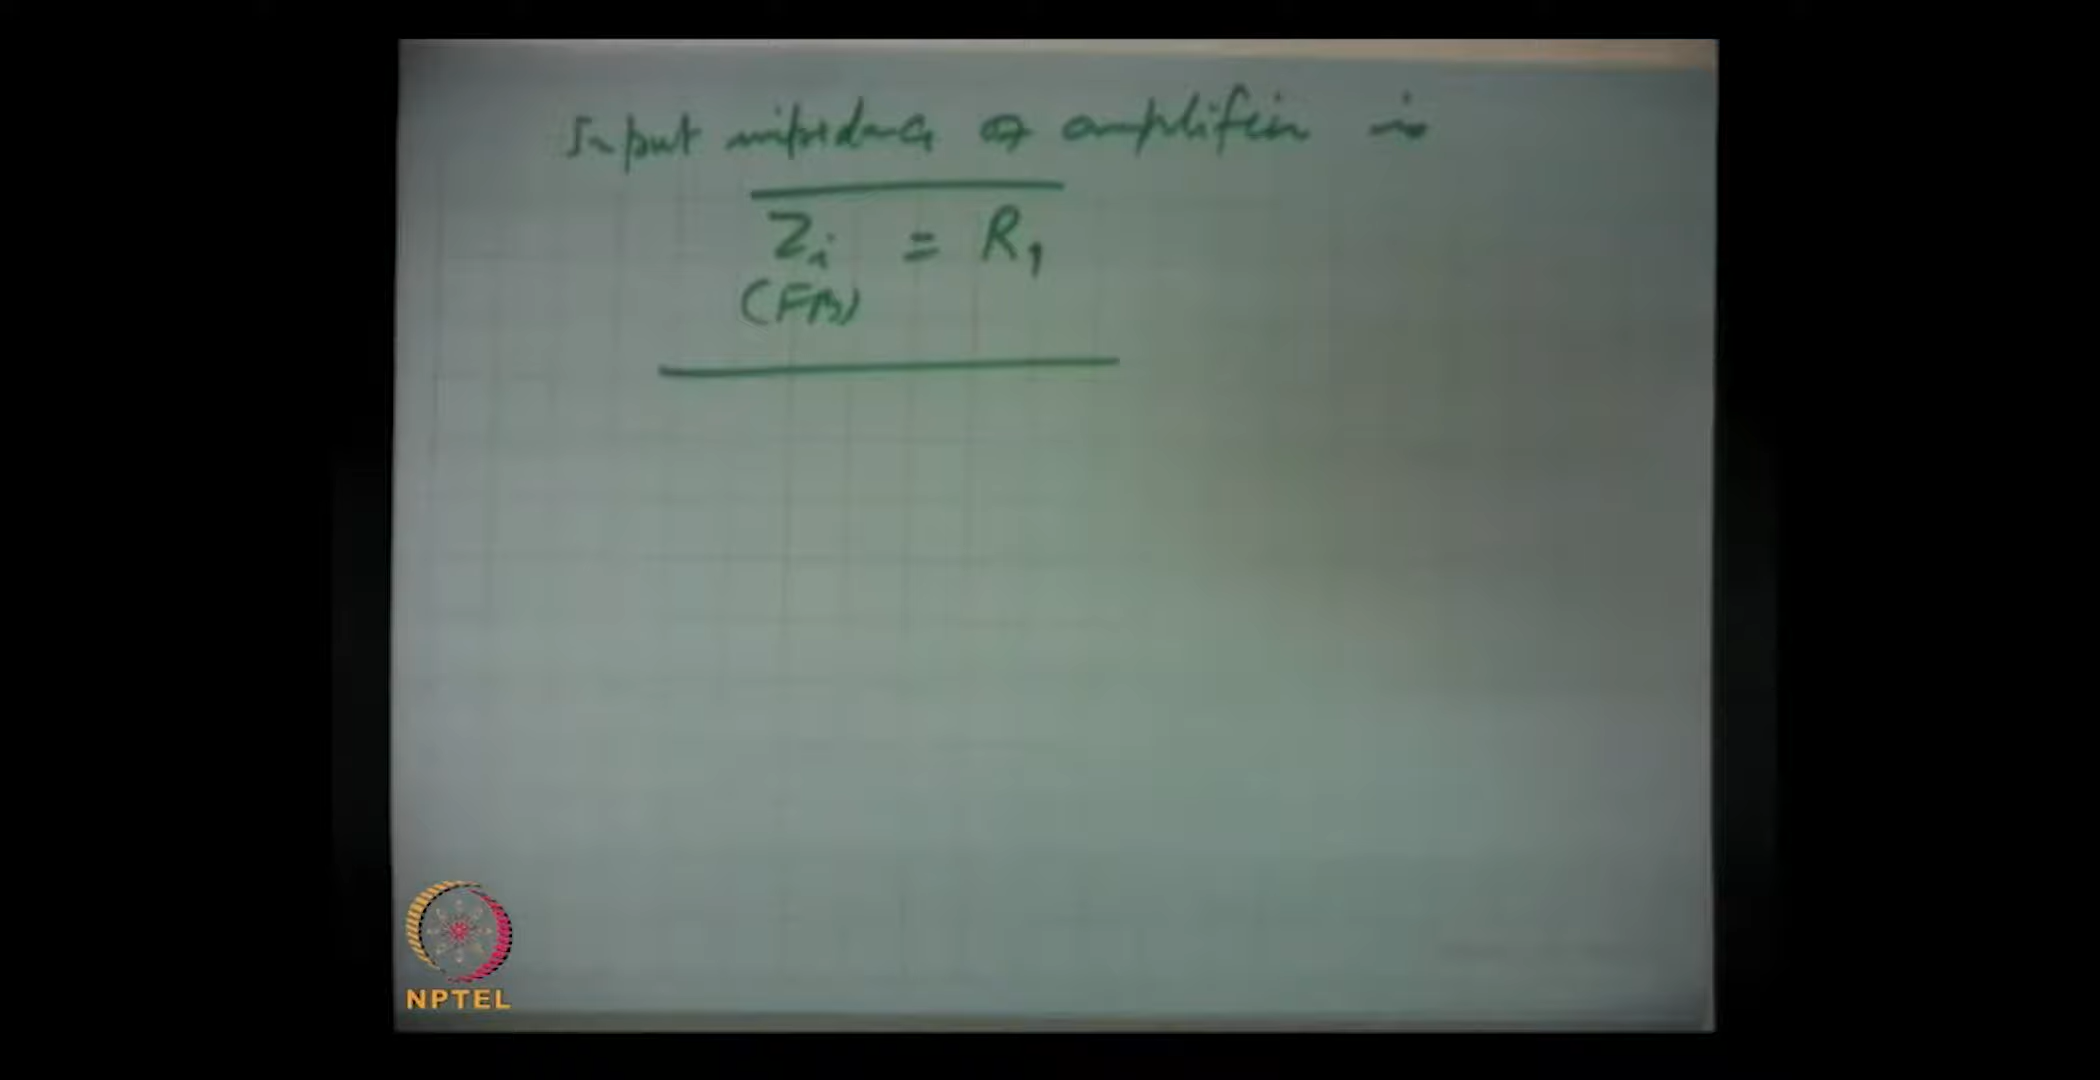 Input impedance of amplifier is
Zi = R1
(FB)
NPTEL